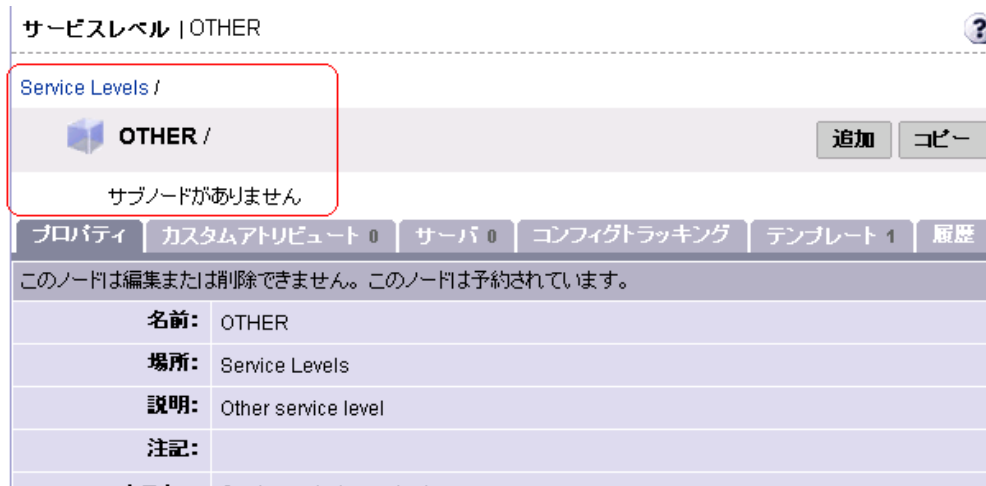 サービスレベル | OTHER
Service Levels /
OTHER /
追加 コピー
サブノードがありません
プロパティ カスタムアトリビュート 0 サーバ 0 コンフィグトラッキング テンプレート 1 履歴
このノードは編集または削除できません。このノードは予約されています。
名前: OTHER
場所: Service Levels
説明: Other service level
注記: